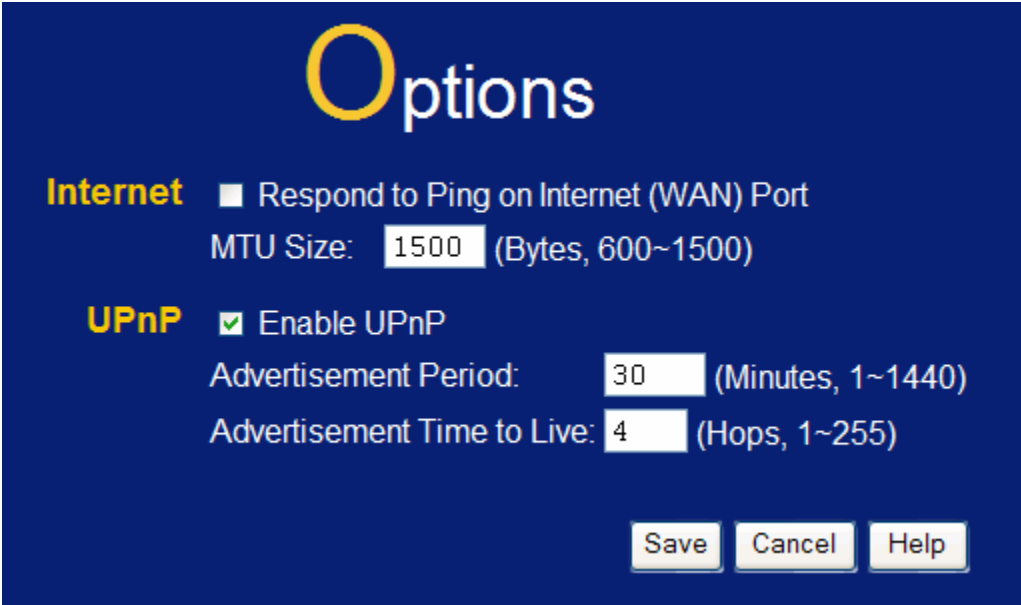 Options
Internet Respond to Ping on Internet (WAN) Port
MTU Size: 1500 (Bytes, 600~1500)
UPnP Enable UPnP
Advertisement Period: 30 (Minutes, 1~1440)
Advertisement Time to Live: 4 (Hops, 1~255)
Save Cancel Help